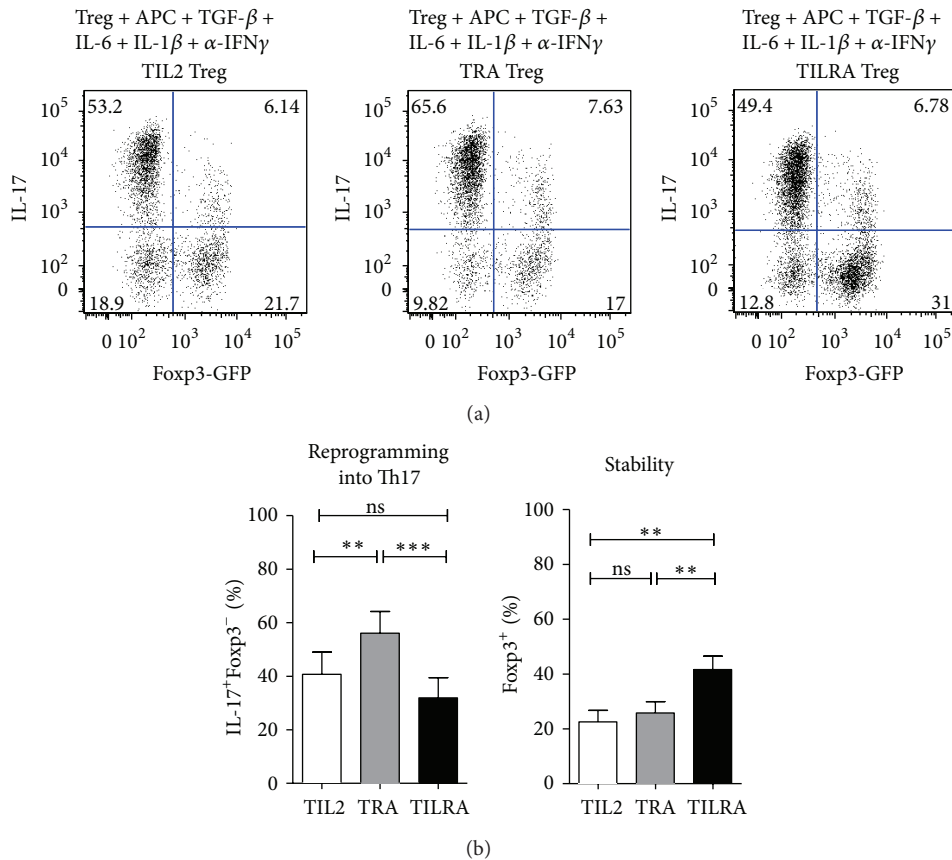 (a)
Treg + APC + TGF-β +
IL-6 + IL-1β + α-IFNγ
TIL2 Treg
53.2
6.14
18.9
21.7
10⁵
10⁴
10³
10²
0
IL-17
0 10² 10³ 10⁴ 10⁵
Foxp3-GFP
Treg + APC + TGF-β +
IL-6 + IL-1β + α-IFNγ
TRA Treg
65.6
7.63
9.82
17
10⁵
10⁴
10³
10²
0
IL-17
0 10² 10³ 10⁴ 10⁵
Foxp3-GFP
Treg + APC + TGF-β +
IL-6 + IL-1β + α-IFNγ
TILRA Treg
49.4
6.78
12.8
31
10⁵
10⁴
10³
10²
0
IL-17
0 10² 10³ 10⁴ 10⁵
Foxp3-GFP
Reprogramming
into Th17
ns
**
***
100
80
60
40
20
0
IL-17⁺Foxp3⁻ (%)
TIL2 TRA TILRA
Stability
**
ns
**
100
80
60
40
20
0
Foxp3⁺ (%)
TIL2 TRA TILRA
(b)